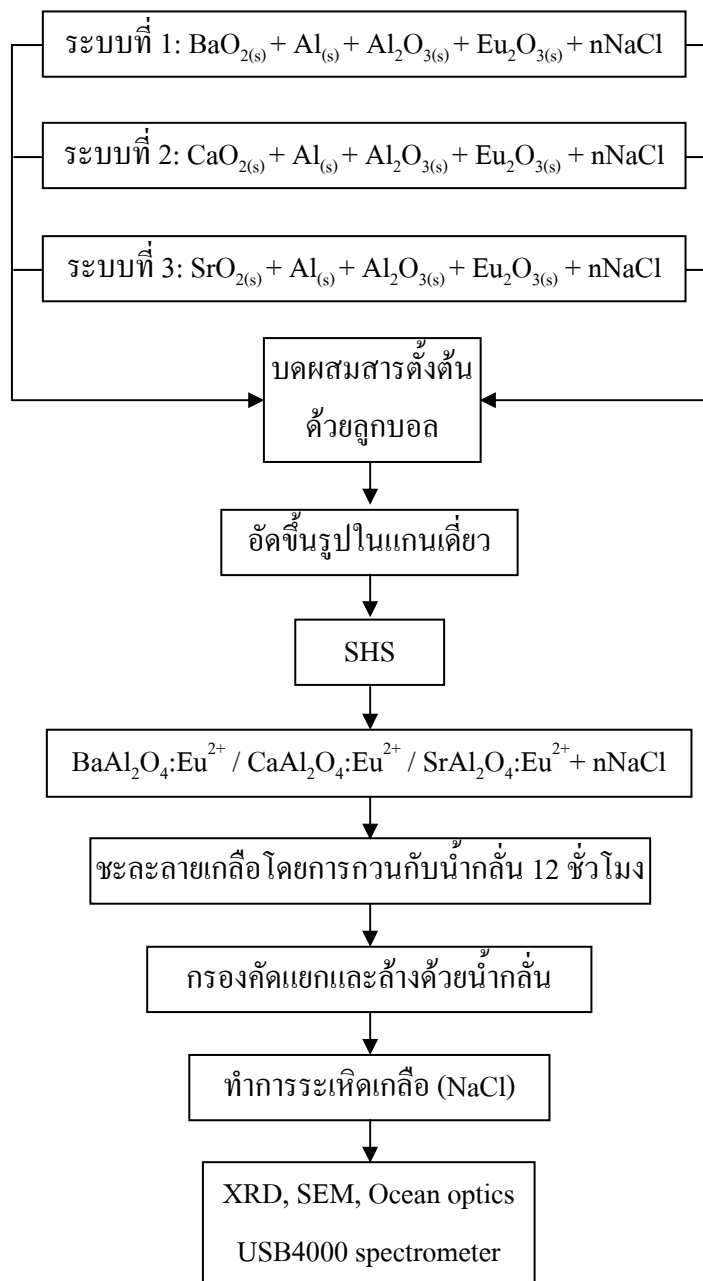 ระบบที่ 1: BaO₂₍ₛ₎ + Al₍ₛ₎ + Al₂O₃₍ₛ₎ + Eu₂O₃₍ₛ₎ + nNaCl
ระบบที่ 2: CaO₂₍ₛ₎ + Al₍ₛ₎ + Al₂O₃₍ₛ₎ + Eu₂O₃₍ₛ₎ + nNaCl
ระบบที่ 3: SrO₂₍ₛ₎ + Al₍ₛ₎ + Al₂O₃₍ₛ₎ + Eu₂O₃₍ₛ₎ + nNaCl
บดผสมสารตั้งต้น
ด้วยลูกบอล
อัดขึ้นรูปในแกนเดี่ยว
SHS
BaAl₂O₄:Eu²⁺ / CaAl₂O₄:Eu²⁺ / SrAl₂O₄:Eu²⁺+ nNaCl
ชะละลายเกลือโดยการกวนกับน้ำกลั่น 12 ชั่วโมง
กรองคัดแยกและล้างด้วยน้ำกลั่น
ทำการระเหิดเกลือ (NaCl)
XRD, SEM, Ocean optics
USB4000 spectrometer